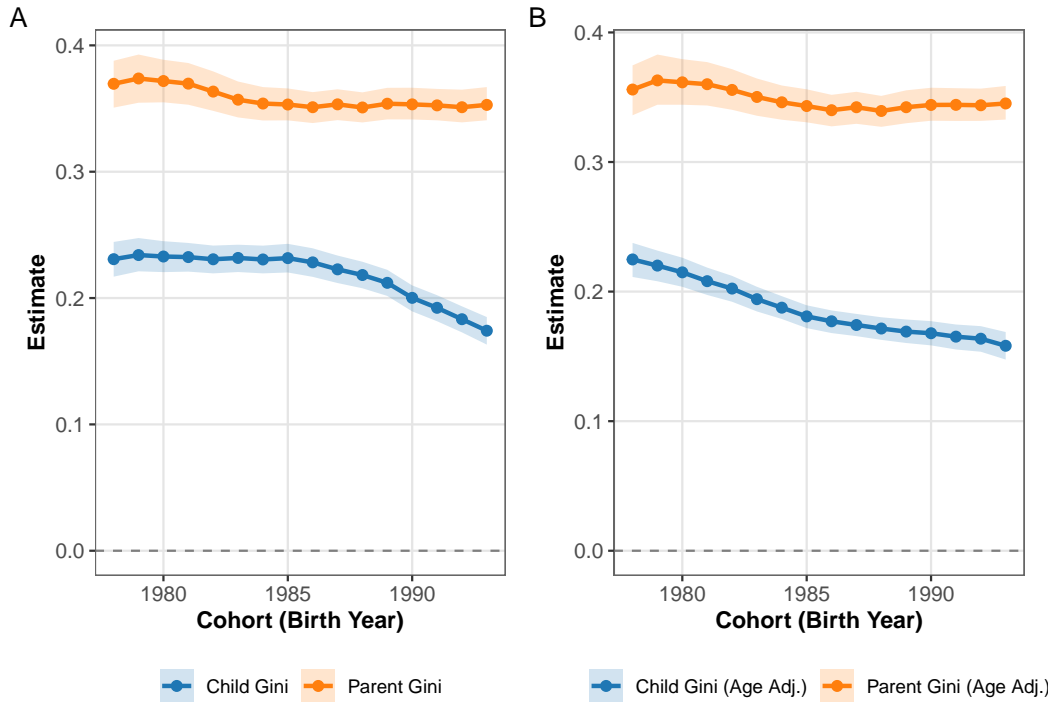 A
Estimate
0.4
0.3
0.2
0.1
0.0
1980 1985 1990
Cohort (Birth Year)
Child Gini Parent Gini
B
Estimate
0.4
0.3
0.2
0.1
0.0
1980 1985 1990
Cohort (Birth Year)
Child Gini (Age Adj.) Parent Gini (Age Adj.)